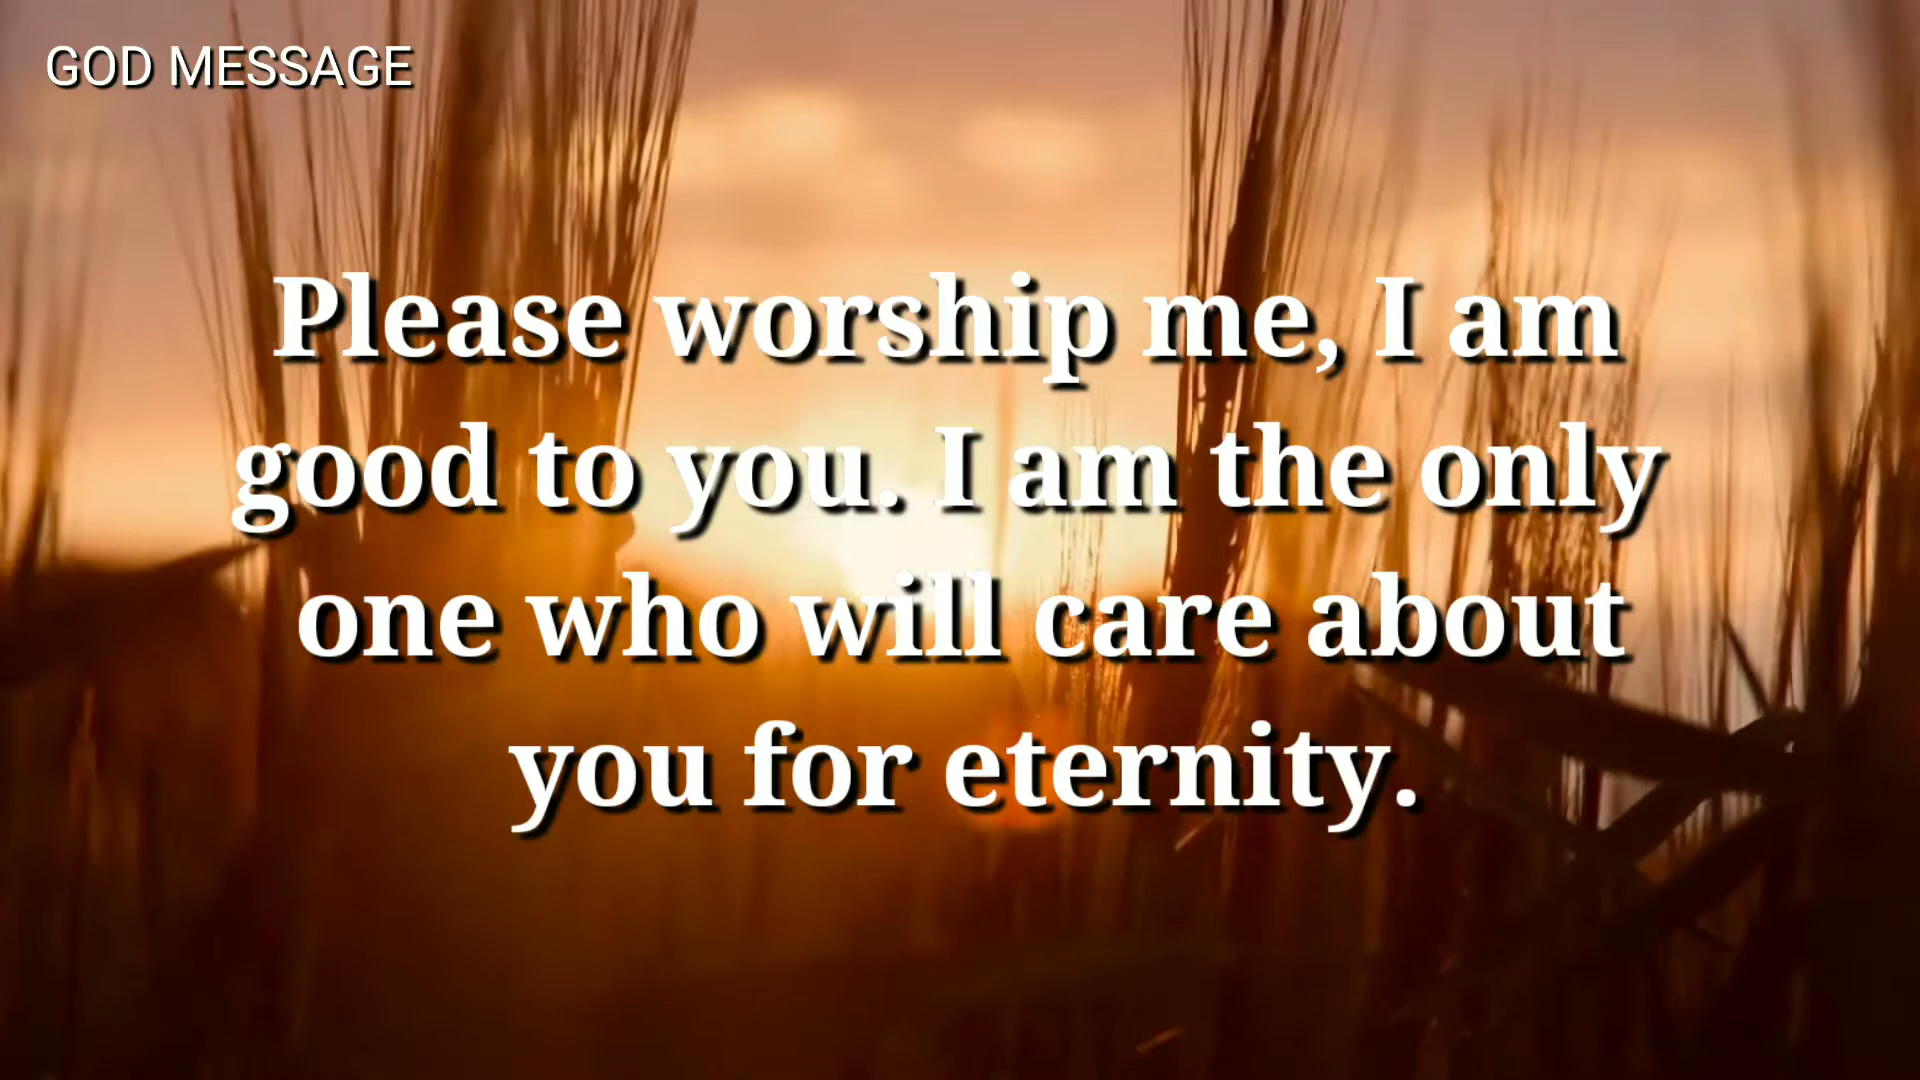 GOD MESSAGE
Please worship me, I am
good to you. I am the only
one who will care about
you for eternity.